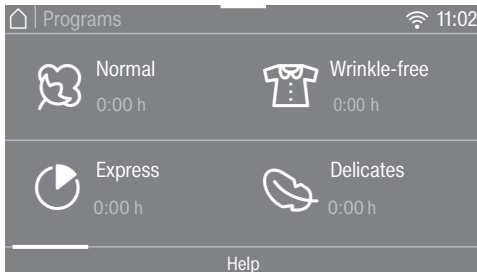 Programs 11:02
Normal Wrinkle-free
0:00 h 0:00 h
Express Delicates
0:00 h 0:00 h
Help